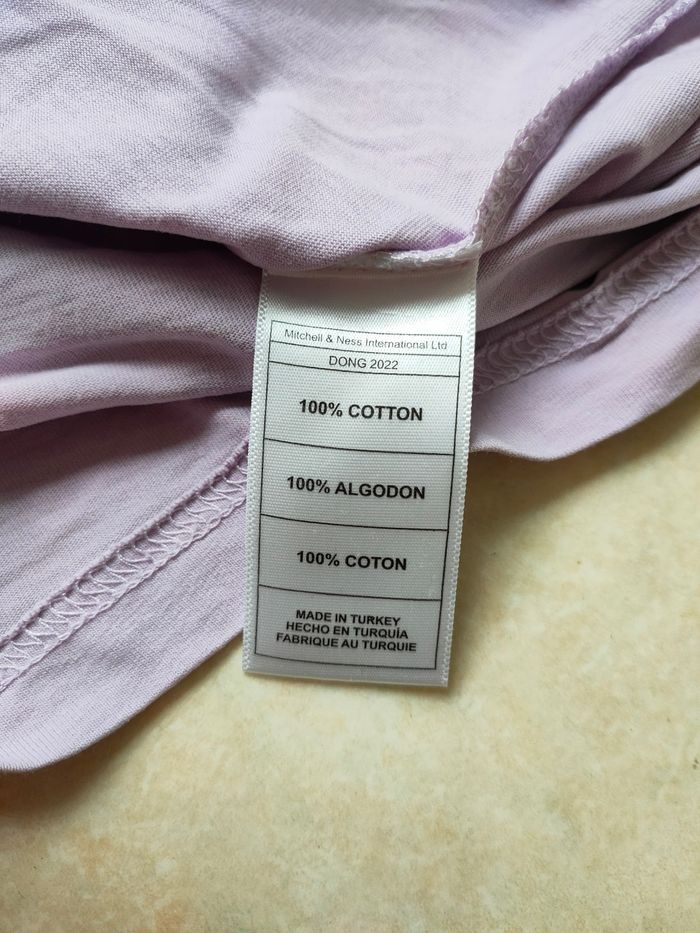 Mitchell & Ness International Ltd
DONG 2022
100% COTTON
100% ALGODON
100% COTON
MADE IN TURKEY
HECHO EN TURQUÍA
FABRIQUE AU TURQUIE